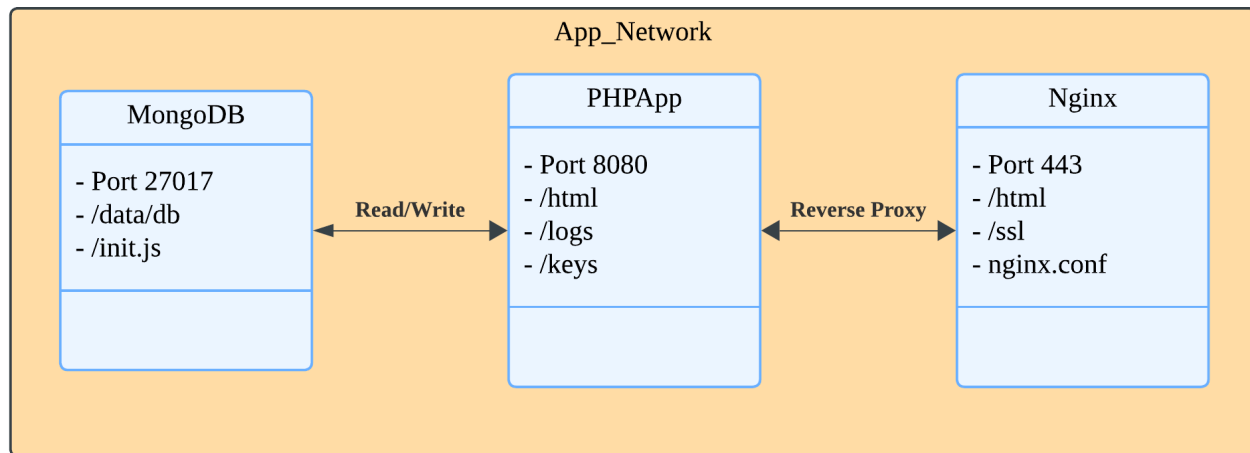 App_Network
MongoDB
- Port 27017
- /data/db
- /init.js
Read/Write
PHPApp
- Port 8080
- /html
- /logs
- /keys
Reverse Proxy
Nginx
- Port 443
- /html
- /ssl
- nginx.conf